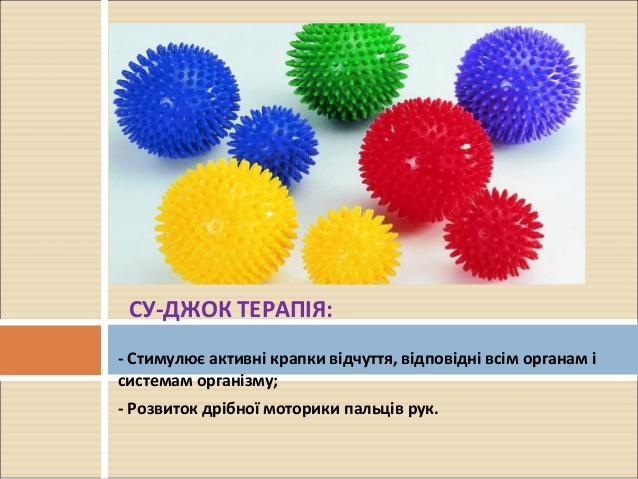 СУ-ДЖОК ТЕРАПІЯ:
- Стимулює активні крапки відчуття, відповідні всім органам і
системам організму;
- Розвиток дрібної моторики пальців рук.